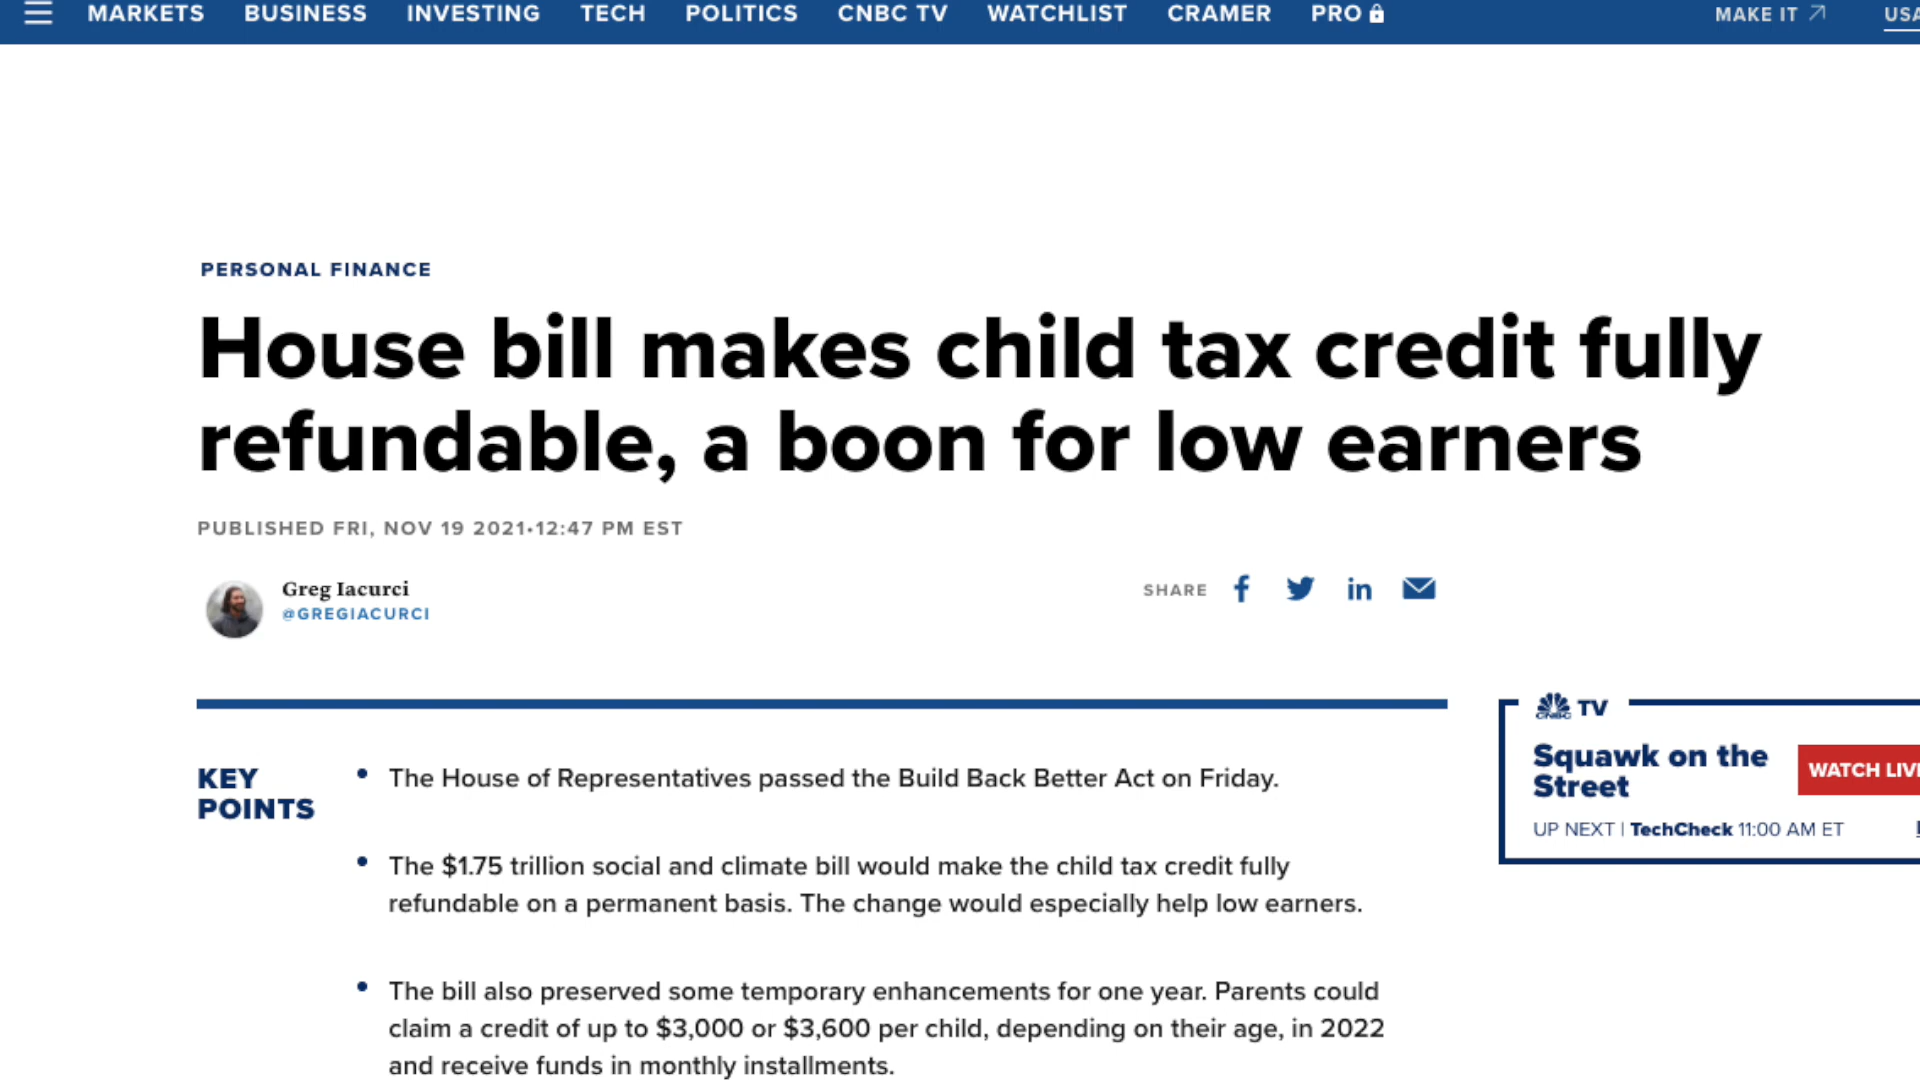 MARKETS BUSINESS INVESTING TECH POLITICS CNBC TV WATCHLIST CRAMER PRO MAKE IT USA
PERSONAL FINANCE
House bill makes child tax credit fully
refundable, a boon for low earners
PUBLISHED FRI, NOV 19 2021•12:47 PM EST
Greg Iacurci
@GREGIACURCI
SHARE
KEY
POINTS
• The House of Representatives passed the Build Back Better Act on Friday.
• The $1.75 trillion social and climate bill would make the child tax credit fully
refundable on a permanent basis. The change would especially help low earners.
• The bill also preserved some temporary enhancements for one year. Parents could
claim a credit of up to $3,000 or $3,600 per child, depending on their age, in 2022
and receive funds in monthly installments.
CNBC TV
Squawk on the
Street
WATCH LIV
UP NEXT | TechCheck 11:00 AM ET